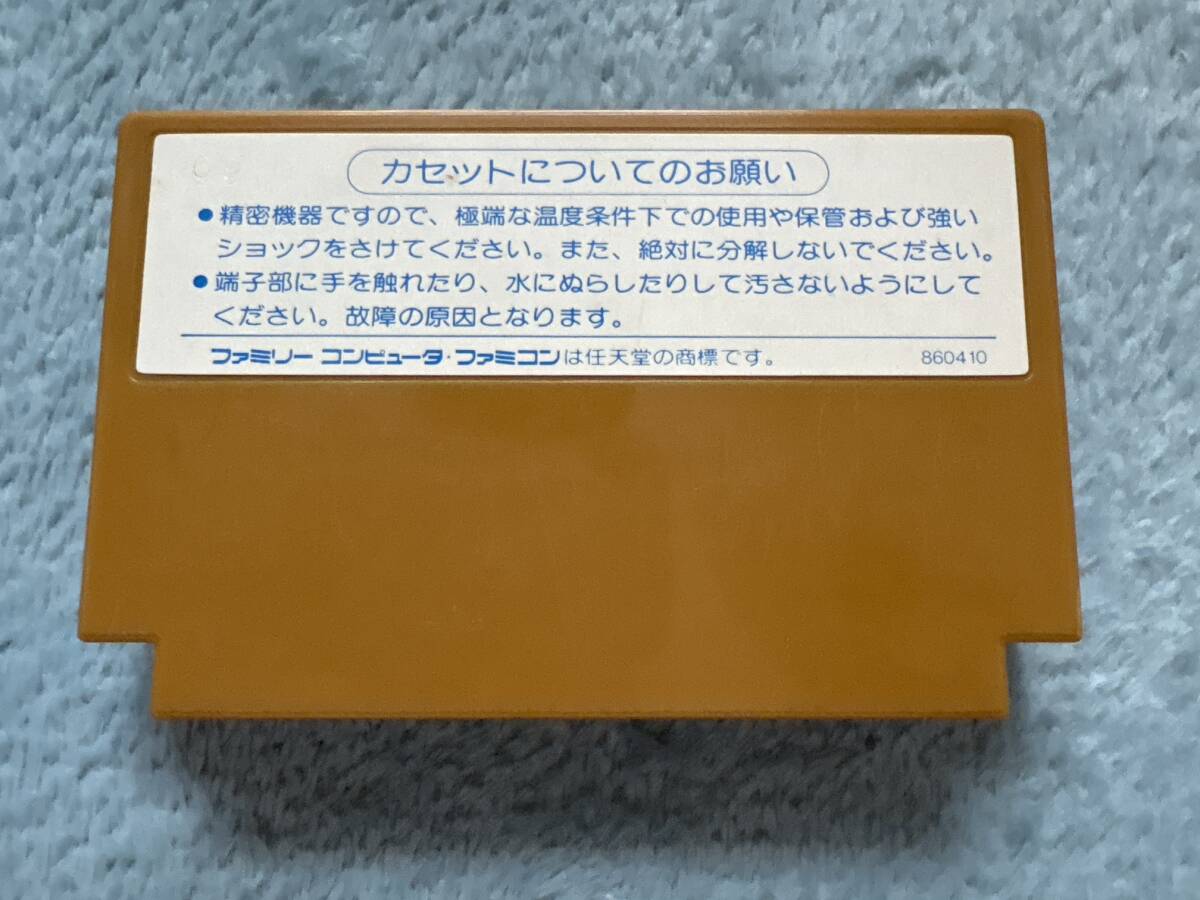 カセットについてのお願い
●精密機器ですので、極端な温度条件下での使用や保管および強い
ショックをさけてください。また、絶対に分解しないでください。
●端子部に手を触れたり、水にぬらしたりして汚さないようにして
ください。故障の原因となります。
ファミリー コンピュータ・ファミコンは任天堂の商標です。 860410